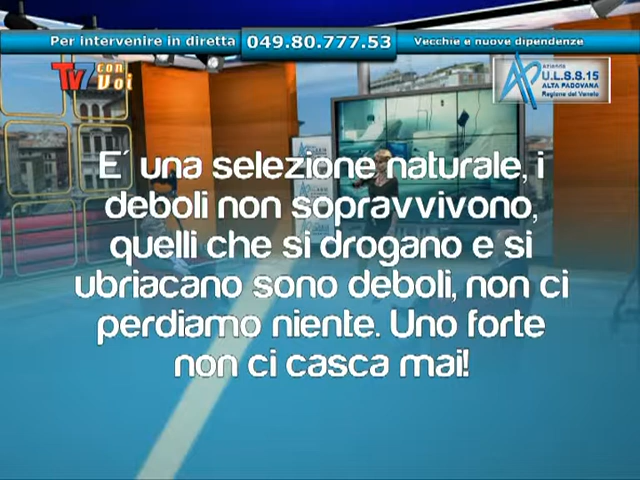 Per intervenire in diretta 049.80.777.53 Vecchie e nuove dipendenze
TV7 con Voi
azienda
U.L.S.S.15
ALTA PADOVANA
Regione del Veneto
E´ una selezione naturale, i
deboli non sopravvivono,
quelli che si drogano e si
ubriacano sono deboli, non ci
perdiamo niente. Uno forte
non ci casca mai!